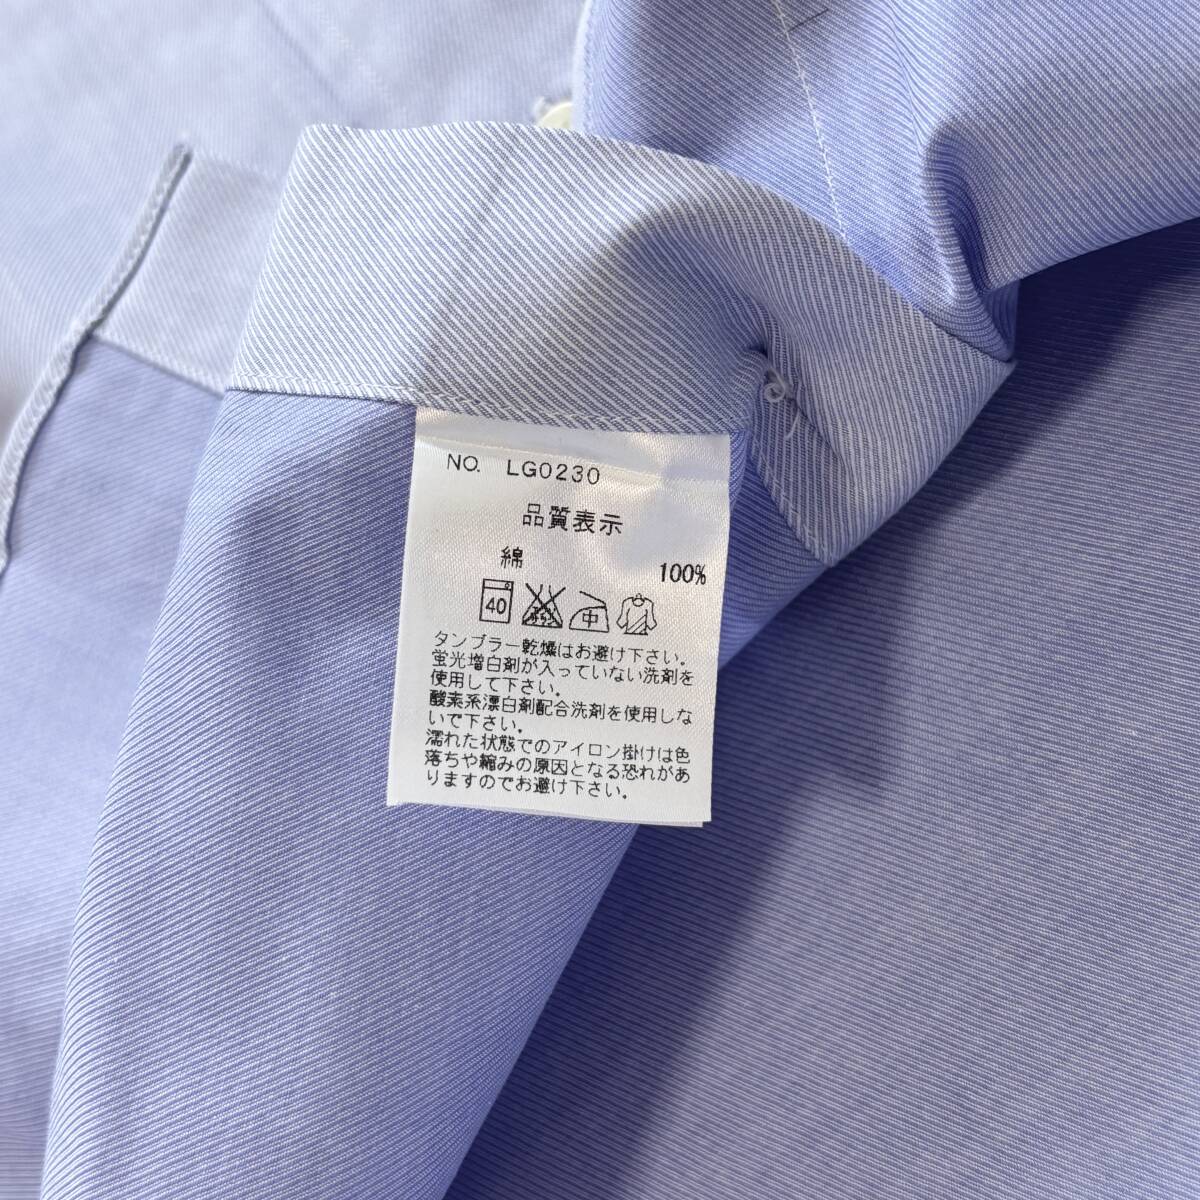 NO. LG0230
品質表示
綿 100%
40 中
タンブラー乾燥はお避け下さい。
蛍光増白剤が入っていない洗剤を
使用して下さい。
酸素系漂白剤配合洗剤を使用しな
いで下さい。
濡れた状態でのアイロン掛けは色
落ちや縮みの原因となる恐れがあ
りますのでお避け下さい。